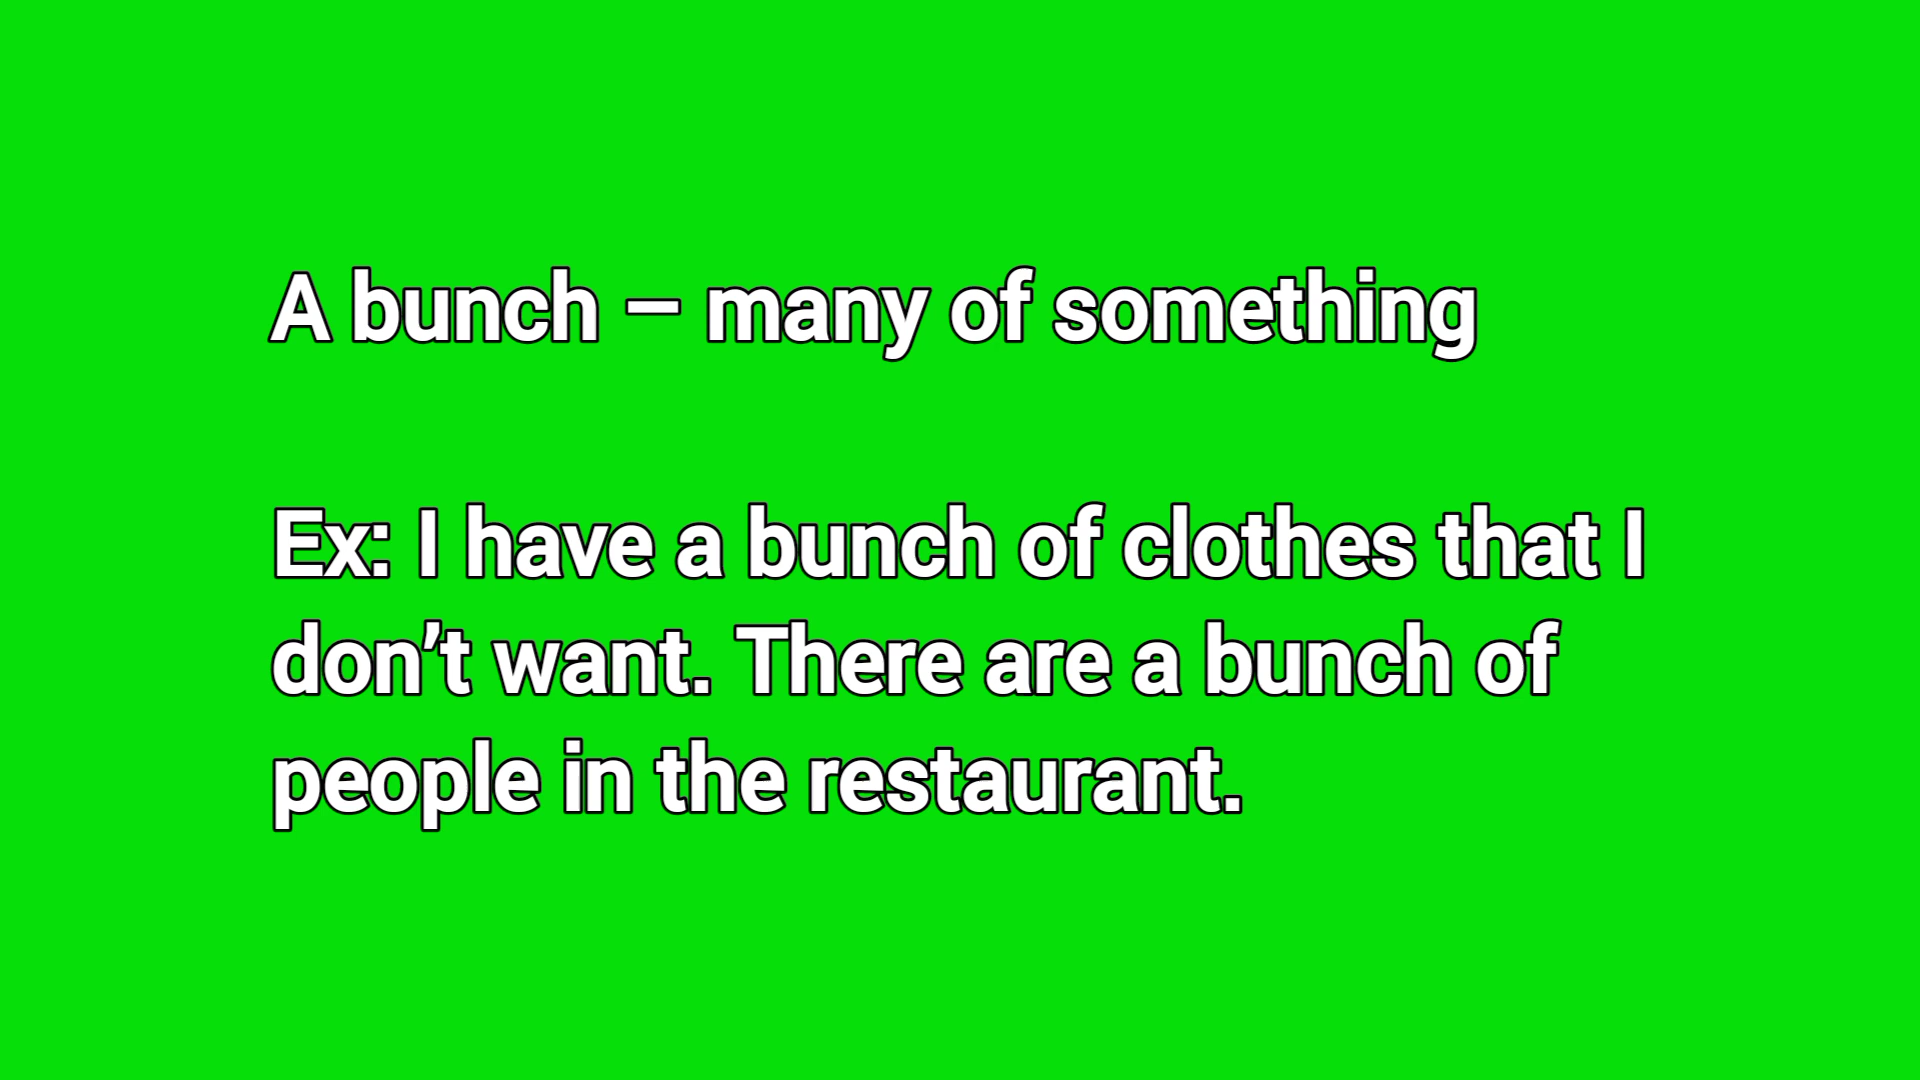 A bunch – many of something
Ex: I have a bunch of clothes that I
don’t want. There are a bunch of
people in the restaurant.